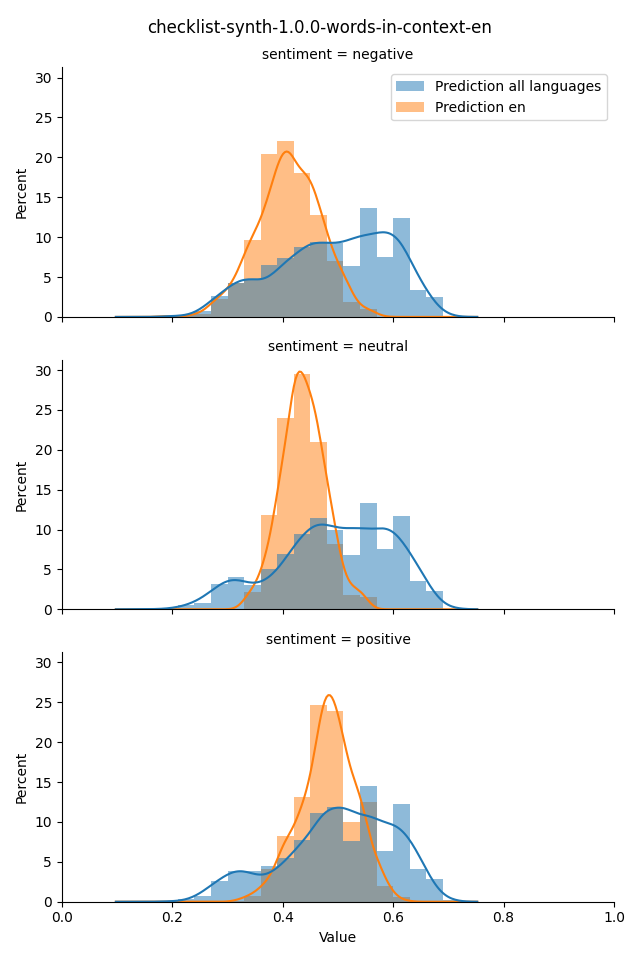 checklist-synth-1.0.0-words-in-context-en
sentiment = negative
30
25
20
15
10
5
0
Percent
Prediction all languages
Prediction en
sentiment = neutral
30
25
20
15
10
5
0
Percent
sentiment = positive
30
25
20
15
10
5
0
Percent
0.0 0.2 0.4 0.6 0.8 1.0
Value